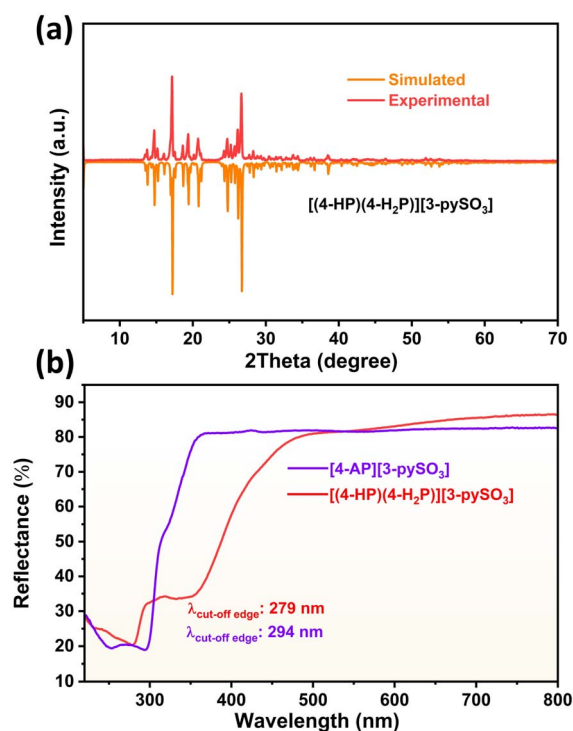 (a)
Simulated
Experimental
[(4-HP)(4-H₂P)][3-pySO₃]
Intensity (a.u.)
10 20 30 40 50 60 70
2Theta (degree)
(b)
90
80
70
60
50
40
30
20
10
Reflectance (%)
[4-AP][3-pySO₃]
[(4-HP)(4-H₂P)][3-pySO₃]
λcut-off edge: 279 nm
λcut-off edge: 294 nm
300 400 500 600 700 800
Wavelength (nm)